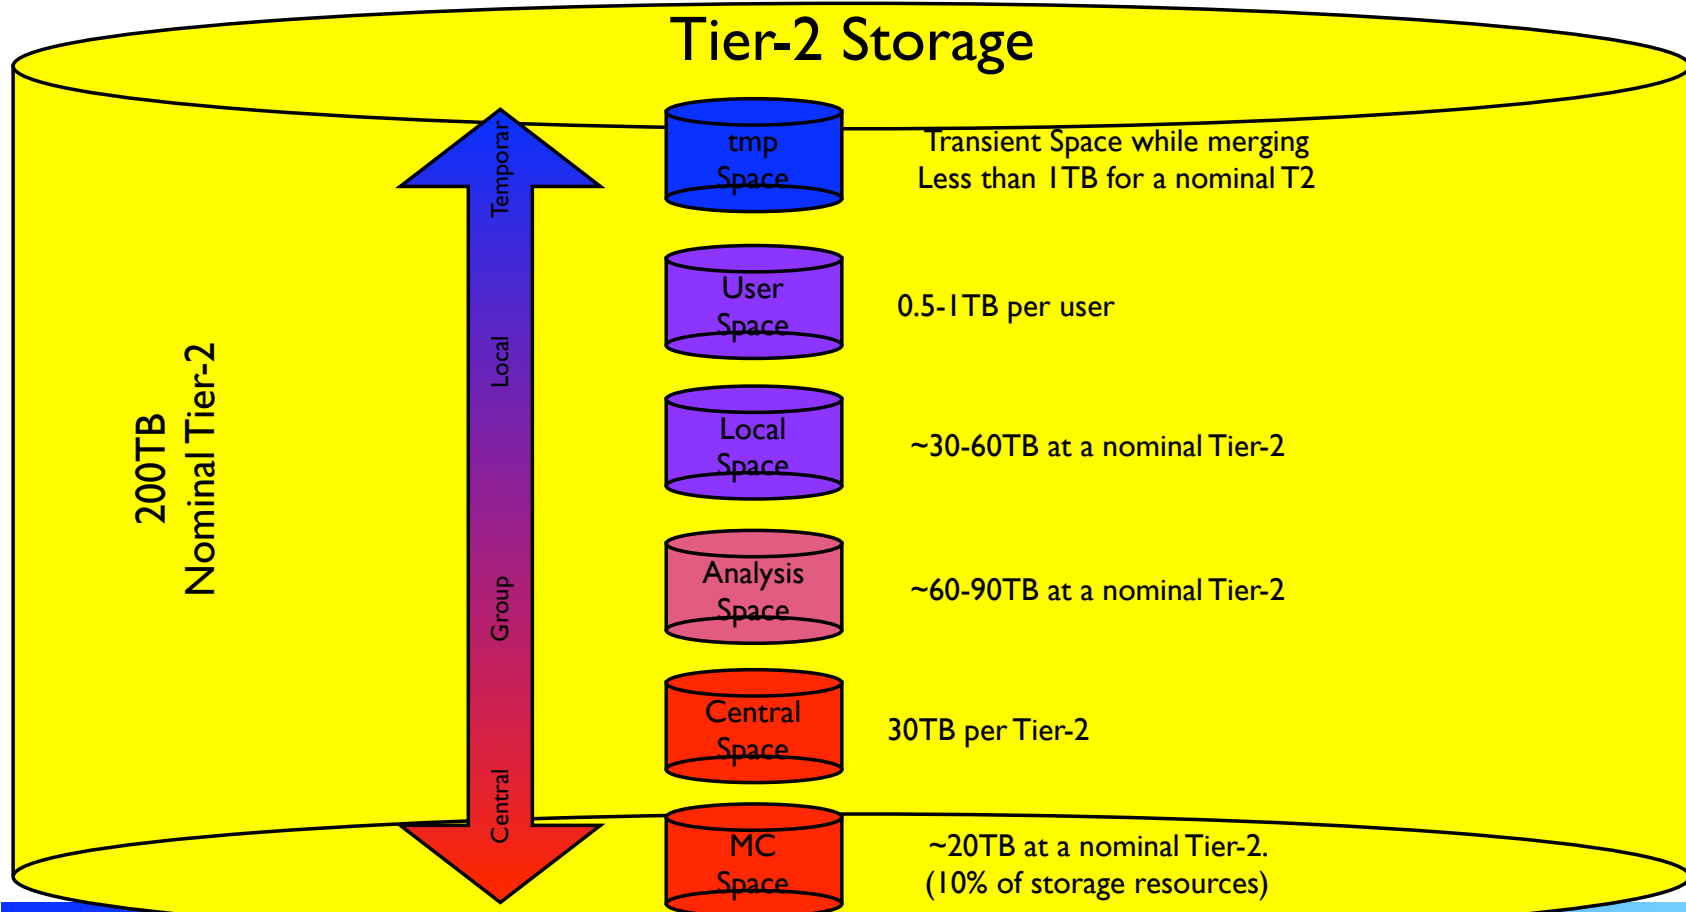 Tier-2 Storage
Temporar
tmp
Space
Transient Space while merging
Less than 1TB for a nominal T2
User
Space
0.5-1TB per user
Local
Local
Space
~30-60TB at a nominal Tier-2
200TB
Nominal Tier-2
Group
Analysis
Space
~60-90TB at a nominal Tier-2
Central
Space
30TB per Tier-2
Central
MC
Space
~20TB at a nominal Tier-2.
(10% of storage resources)